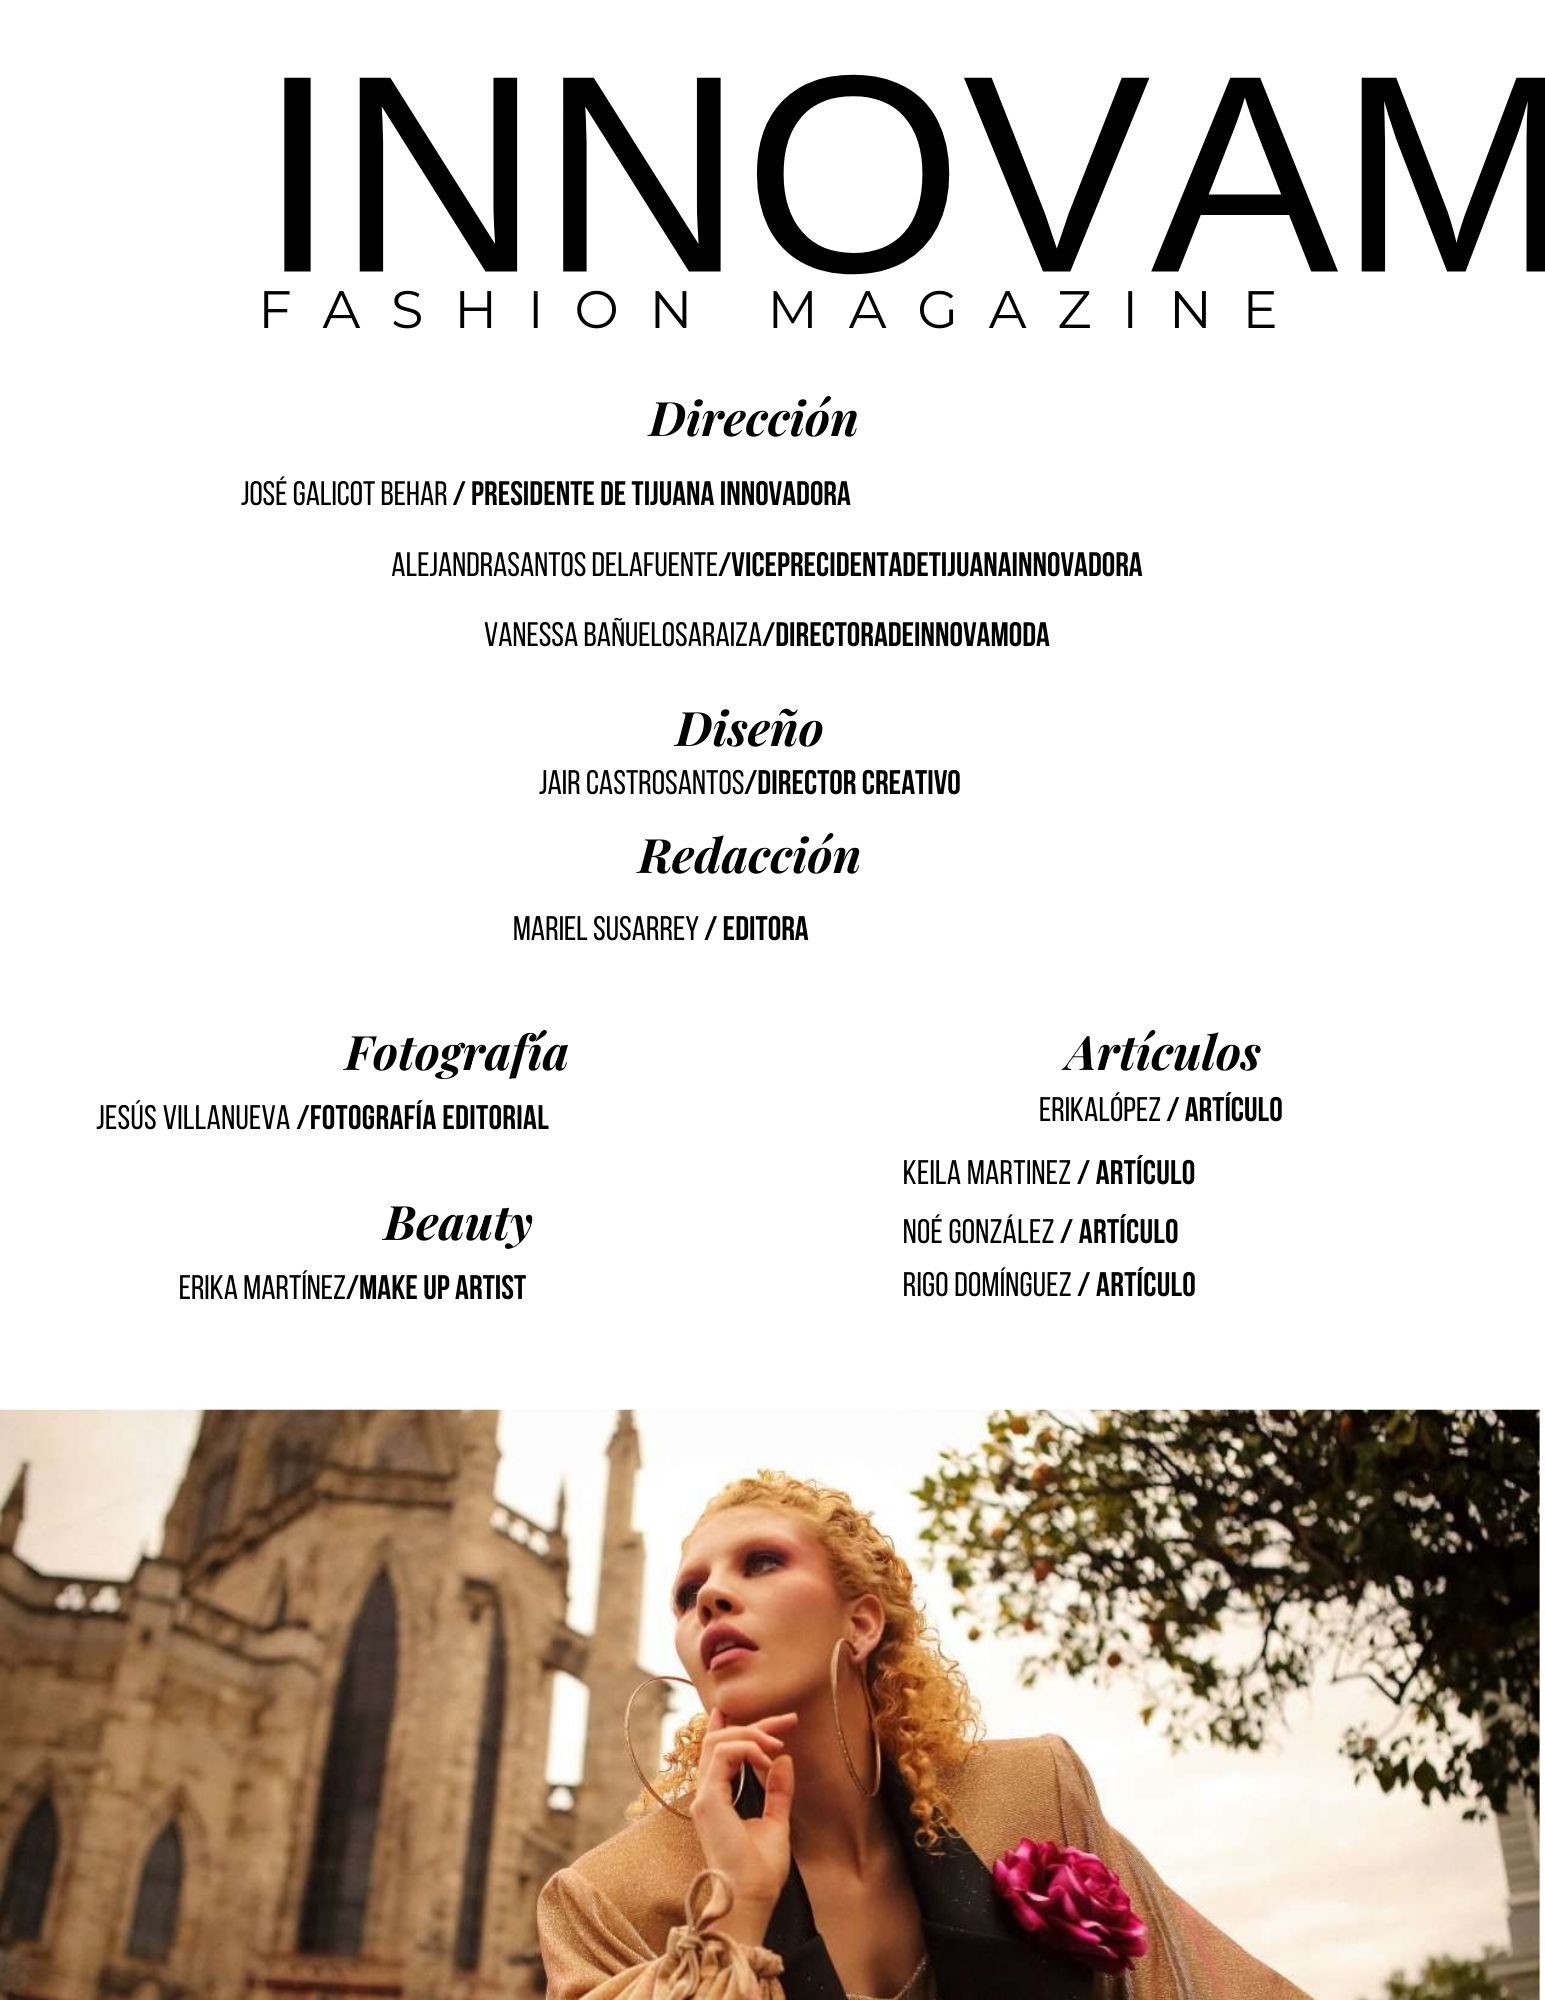 INNOVAM
FASHION MAGAZINE
Dirección
JOSÉ GALICOT BEHAR / PRESIDENTE DE TIJUANA INNOVADORA
ALEJANDRASANTOS DELAFUENTE/VICEPRECIDENTADETIJUANAINNOVADORA
VANESSA BAÑUELOSARAIZA/DIRECTORADEINNOVAMODA
Diseño
JAIR CASTROSANTOS/DIRECTOR CREATIVO
Redacción
MARIEL SUSARREY / EDITORA
Fotografía
JESÚS VILLANUEVA /FOTOGRAFÍA EDITORIAL
Beauty
ERIKA MARTÍNEZ/MAKE UP ARTIST
Artículos
ERIKALÓPEZ / ARTÍCULO
KEILA MARTINEZ / ARTÍCULO
NOÉ GONZÁLEZ / ARTÍCULO
RIGO DOMÍNGUEZ / ARTÍCULO